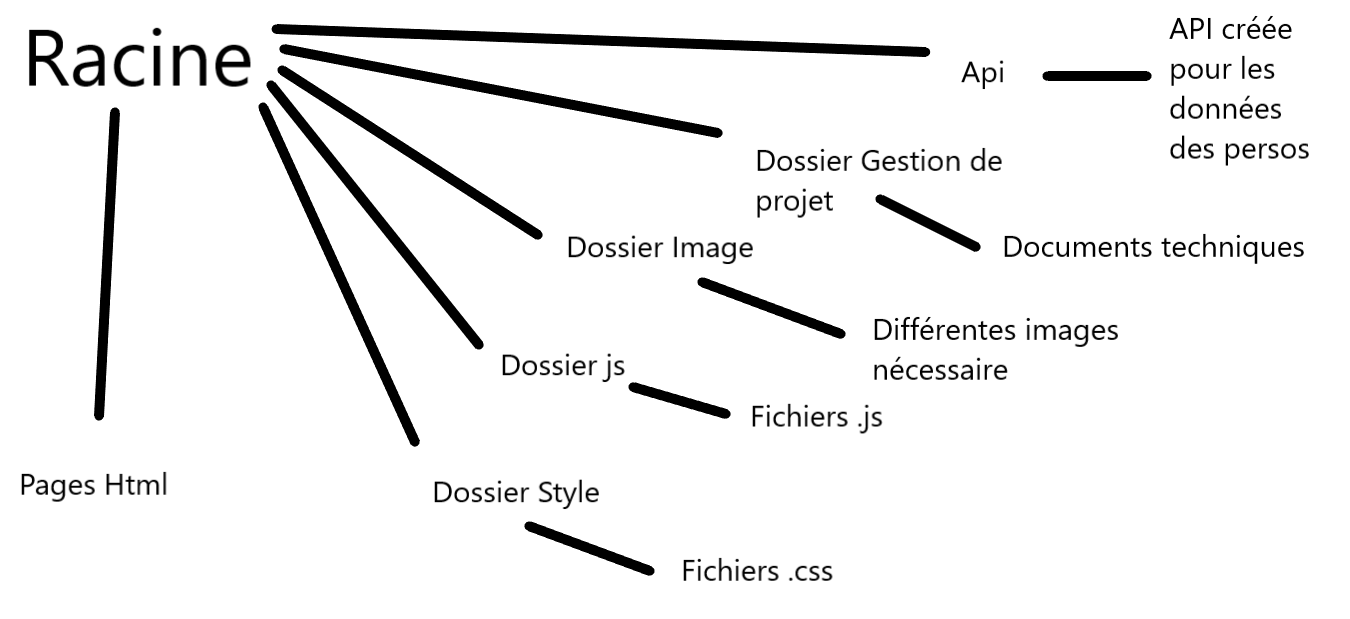 Racine
Api
API créée
pour les
données
des persos
Dossier Gestion de
projet
Documents techniques
Dossier Image
Différentes images
nécessaire
Dossier js
Fichiers .js
Pages Html
Dossier Style
Fichiers .css